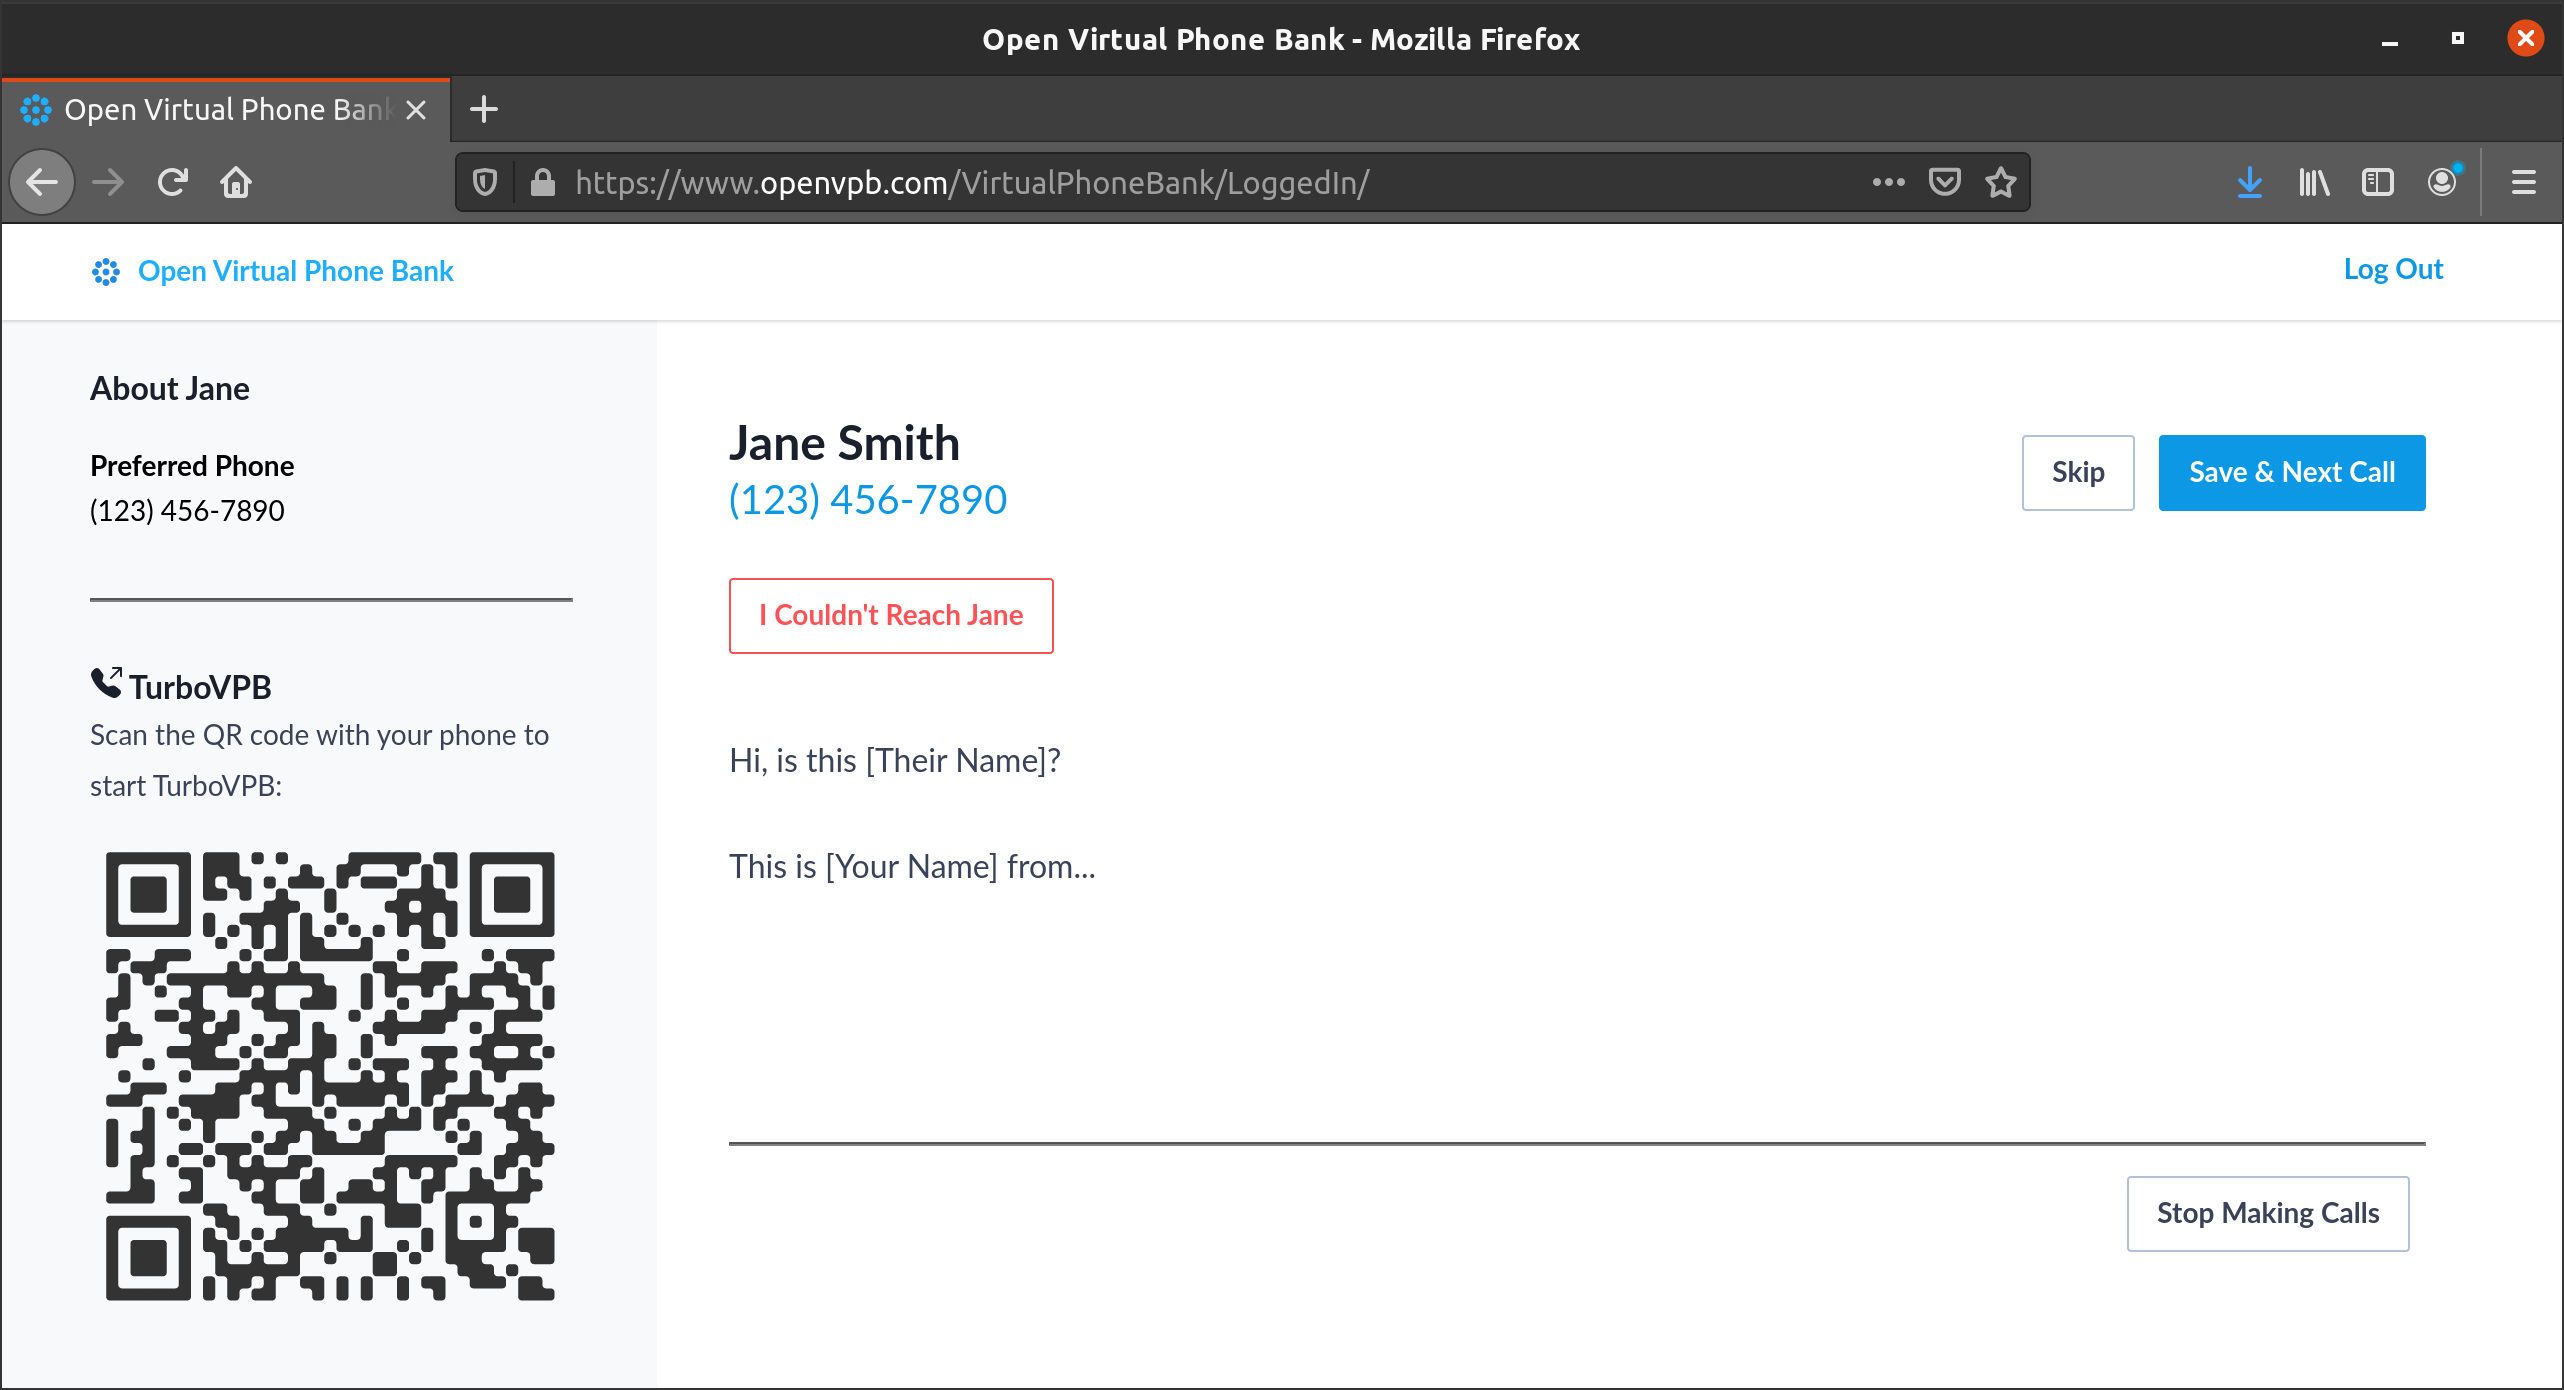 Open Virtual Phone Bank - Mozilla Firefox
Open Virtual Phone Bank
https://www.openvpb.com/VirtualPhoneBank/LoggedIn/
Open Virtual Phone Bank
Log Out
About Jane
Preferred Phone
(123) 456-7890
TurboVPB
Scan the QR code with your phone to
start TurboVPB:
Jane Smith
(123) 456-7890
Skip
Save & Next Call
I Couldn't Reach Jane
Hi, is this [Their Name]?
This is [Your Name] from...
Stop Making Calls